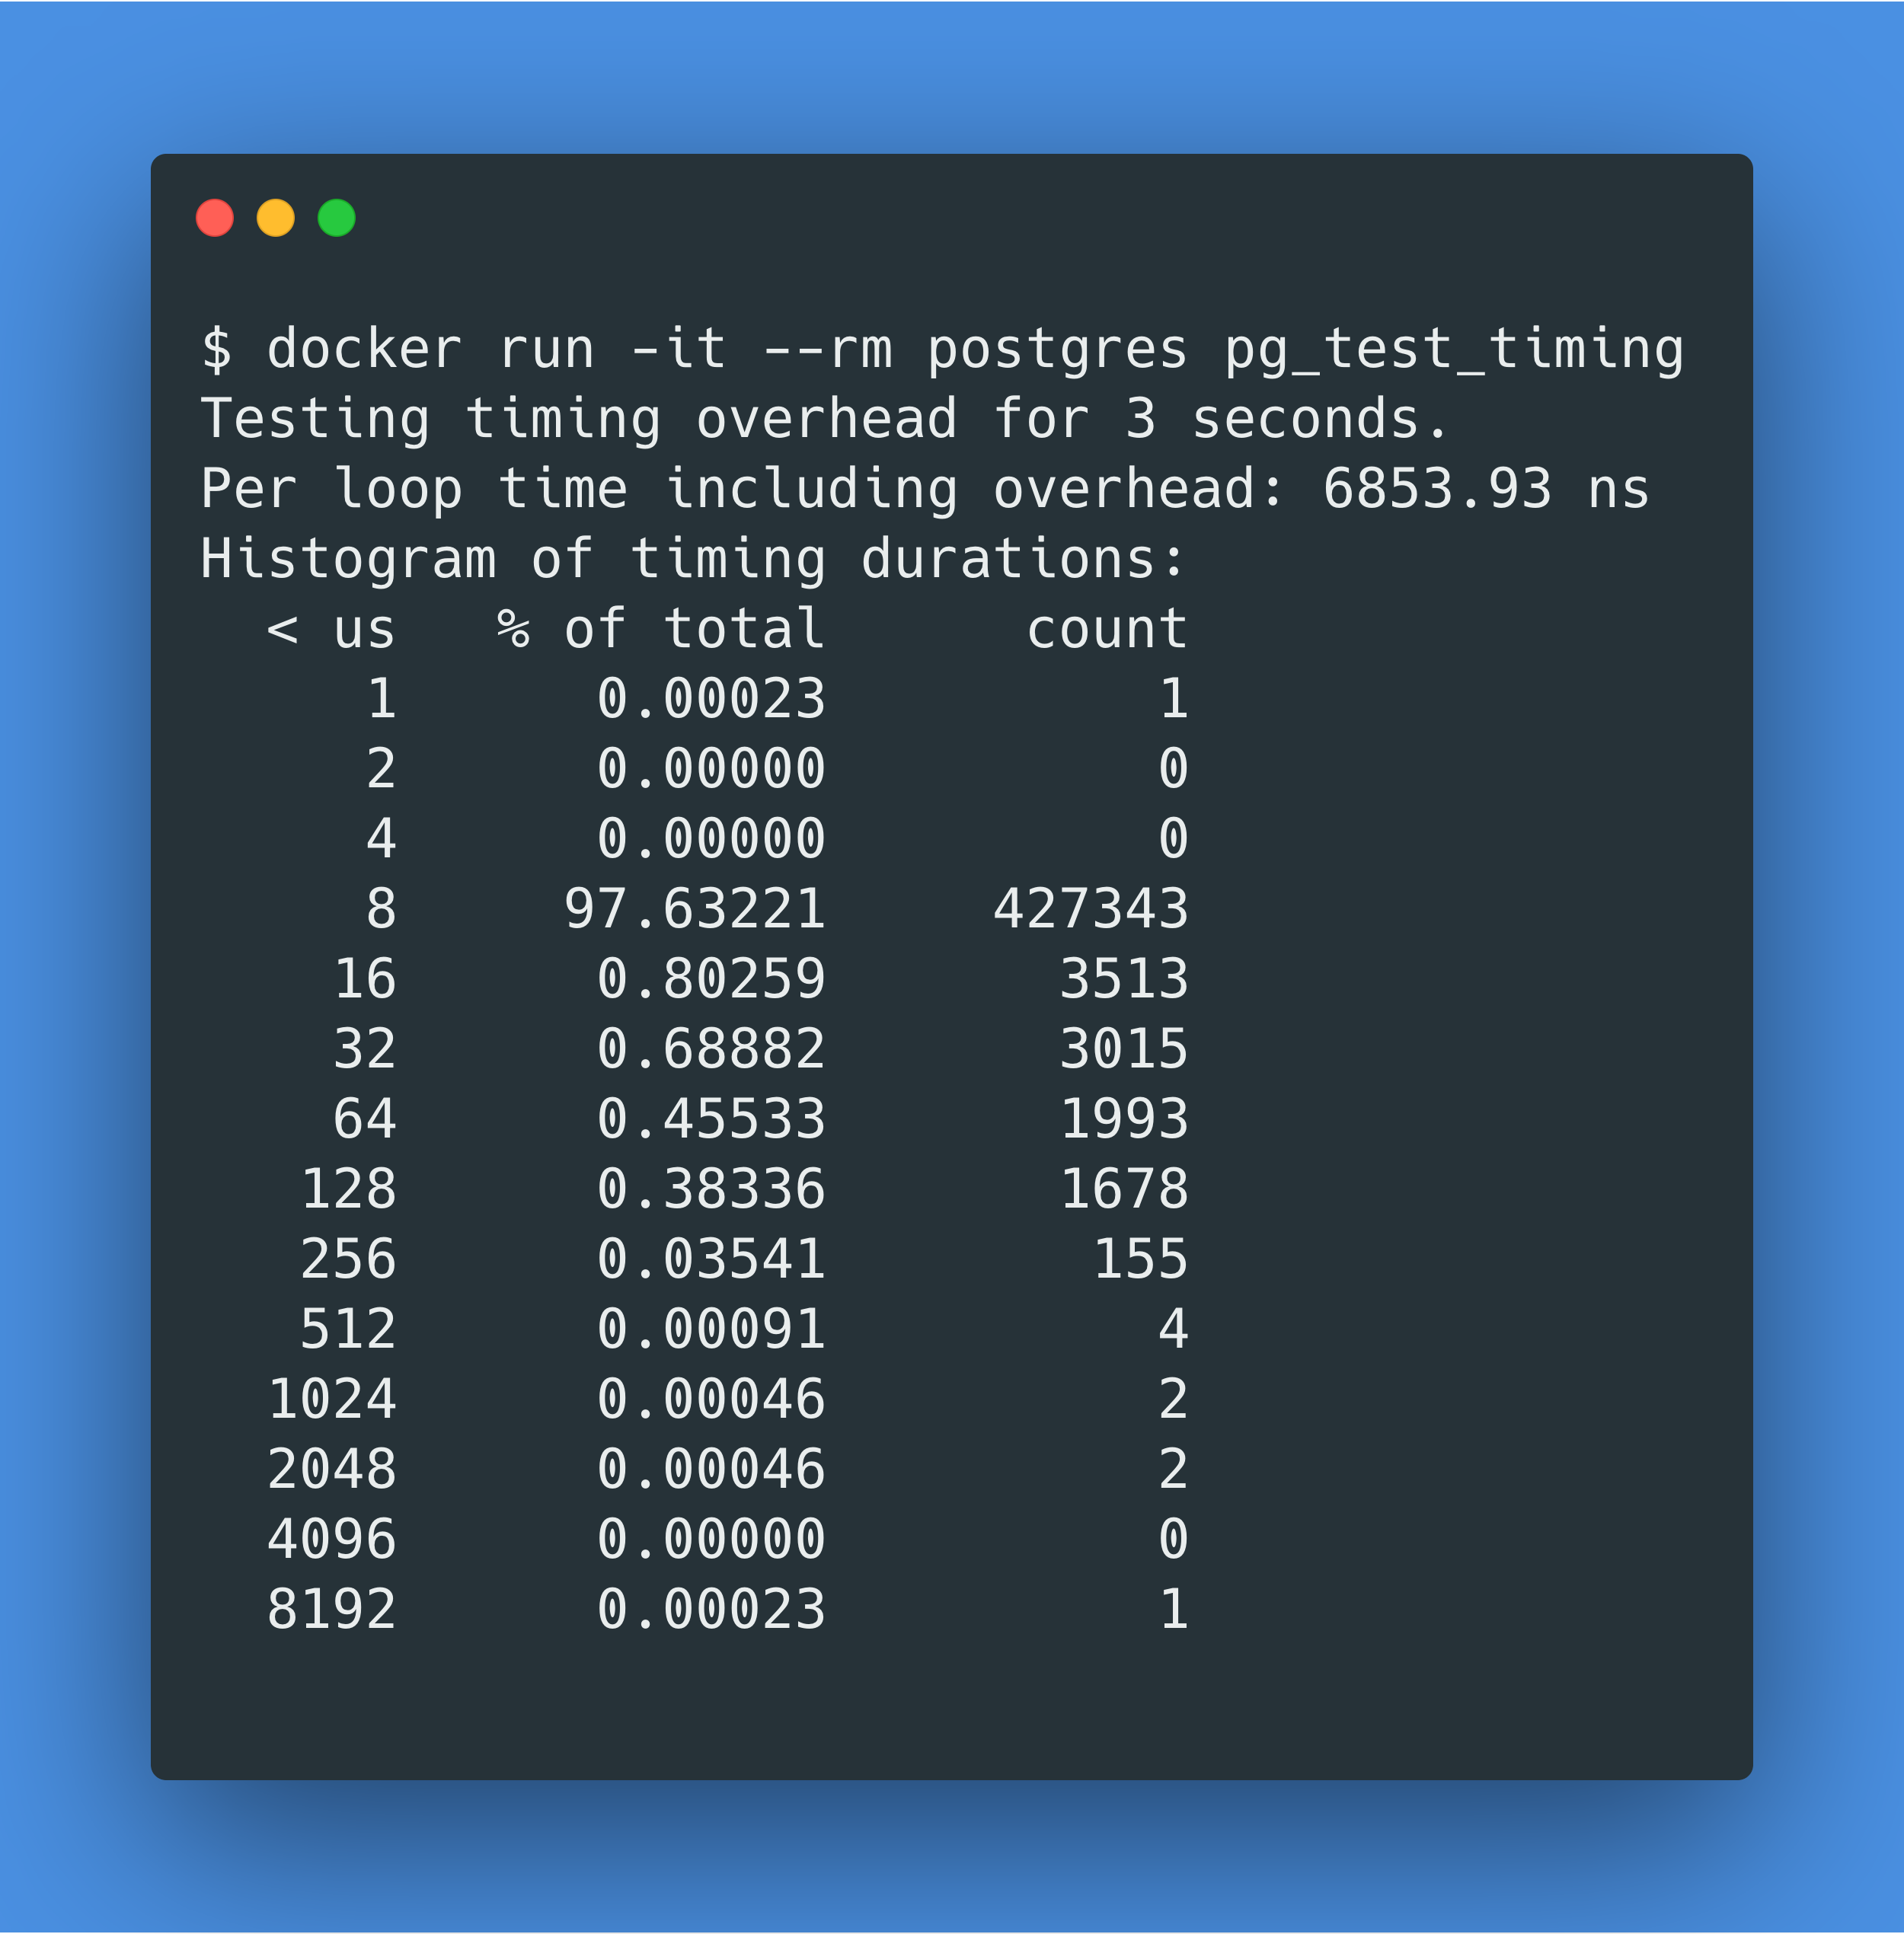 $ docker run -it --rm postgres pg_test_timing
Testing timing overhead for 3 seconds.
Per loop time including overhead: 6853.93 ns
Histogram of timing durations:
  < us   % of total      count
     1      0.00023          1
     2      0.00000          0
     4      0.00000          0
     8     97.63221     427343
    16      0.80259       3513
    32      0.68882       3015
    64      0.45533       1993
   128      0.38336       1678
   256      0.03541        155
   512      0.00091          4
  1024      0.00046          2
  2048      0.00046          2
  4096      0.00000          0
  8192      0.00023          1